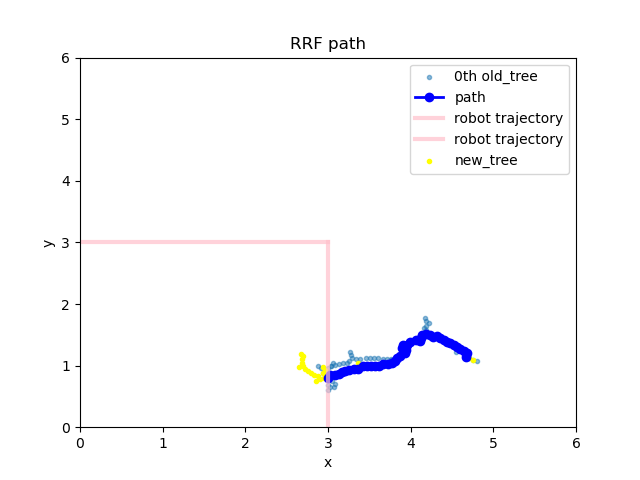 RRF path
0th old_tree
path
robot trajectory
robot trajectory
new_tree
6
5
4
3
2
1
0
y
0 1 2 3 4 5 6
x